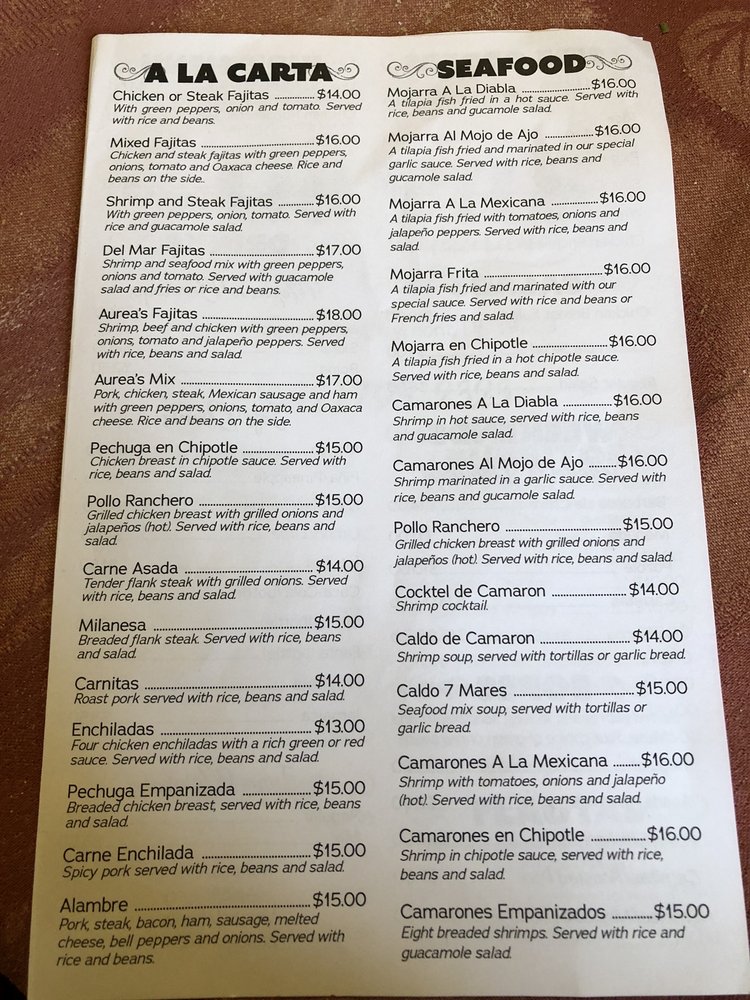 A LA CARTA
Chicken or Steak Fajitas .............. $14.00
With green peppers, onion and tomato. Served
with rice and beans.
Mixed Fajitas .............. $16.00
Chicken and steak fajitas with green peppers,
onions, tomato and Oaxaca cheese. Rice and
beans on the side..
Shrimp and Steak Fajitas .............. $16.00
With green peppers, onion, tomato. Served with
rice and guacamole salad.
Del Mar Fajitas .............. $17.00
Shrimp and seafood mix with green peppers,
onions and tomato. Served with guacamole
salad and fries or rice and beans.
Aurea's Fajitas .............. $18.00
Shrimp, beef and chicken with green peppers,
onions, tomato and jalapeño peppers. Served
with rice, beans and salad.
Aurea's Mix .............. $17.00
Pork, chicken, steak, Mexican sausage and ham
with green peppers, onions, tomato, and Oaxaca
cheese. Rice and beans on the side.
Pechuga en Chipotle .............. $15.00
Chicken breast in chipotle sauce. Served with
rice, beans and salad.
Pollo Ranchero .............. $15.00
Grilled chicken breast with grilled onions and
jalapeños (hot). Served with rice, beans and
salad.
Carne Asada .............. $14.00
Tender flank steak with grilled onions. Served
with rice, beans and salad.
Milanesa .............. $15.00
Breaded flank steak. Served with rice, beans
and salad.
Carnitas .............. $14.00
Roast pork served with rice, beans and salad.
Enchiladas .............. $13.00
Four chicken enchiladas with a rich green or red
sauce. Served with rice, beans and salad.
Pechuga Empanizada .............. $15.00
Breaded chicken breast, served with rice, beans
and salad.
Carne Enchilada .............. $15.00
Spicy pork served with rice, beans and salad.
Alambre .............. $15.00
Pork, steak, bacon, ham, sausage, melted
cheese, bell peppers and onions. Served with
rice and beans.
SEAFOOD
Mojarra A La Diabla .............. $16.00
A tilapia fish fried in a hot sauce. Served with
rice, beans and gucamole salad.
Mojarra Al Mojo de Ajo .............. $16.00
A tilapia fish fried and marinated in our special
garlic sauce. Served with rice, beans and
gucamole salad.
Mojarra A La Mexicana .............. $16.00
A tilapia fish fried with tomatoes, onions and
jalapeño peppers. Served with rice, beans and
salad.
Mojarra Frita .............. $16.00
A tilapia fish fried and marinated with our
special sauce. Served with rice and beans or
French fries and salad.
Mojarra en Chipotle .............. $16.00
A tilapia fish fried in a hot chipotle sauce.
Served with rice, beans and salad.
Camarones A La Diabla .............. $16.00
Shrimp in hot sauce, served with rice, beans
and guacamole salad.
Camarones Al Mojo de Ajo ........ $16.00
Shrimp marinated in a garlic sauce. Served with
rice, beans and gucamole salad.
Pollo Ranchero .............. $15.00
Grilled chicken breast with grilled onions and
jalapeños (hot). Served with rice, beans and salad.
Cocktel de Camaron .............. $14.00
Shrimp cocktail.
Caldo de Camaron .............. $14.00
Shrimp soup, served with tortillas or garlic bread.
Caldo 7 Mares .............. $15.00
Seafood mix soup, served with tortillas or
garlic bread.
Camarones A La Mexicana ........ $16.00
Shrimp with tomatoes, onions and jalapeño
(hot). Served with rice, beans and salad.
Camarones en Chipotle .............. $16.00
Shrimp in chipotle sauce, served with rice,
beans and salad.
Camarones Empanizados ............ $15.00
Eight breaded shrimps. Served with rice and
guacamole salad.